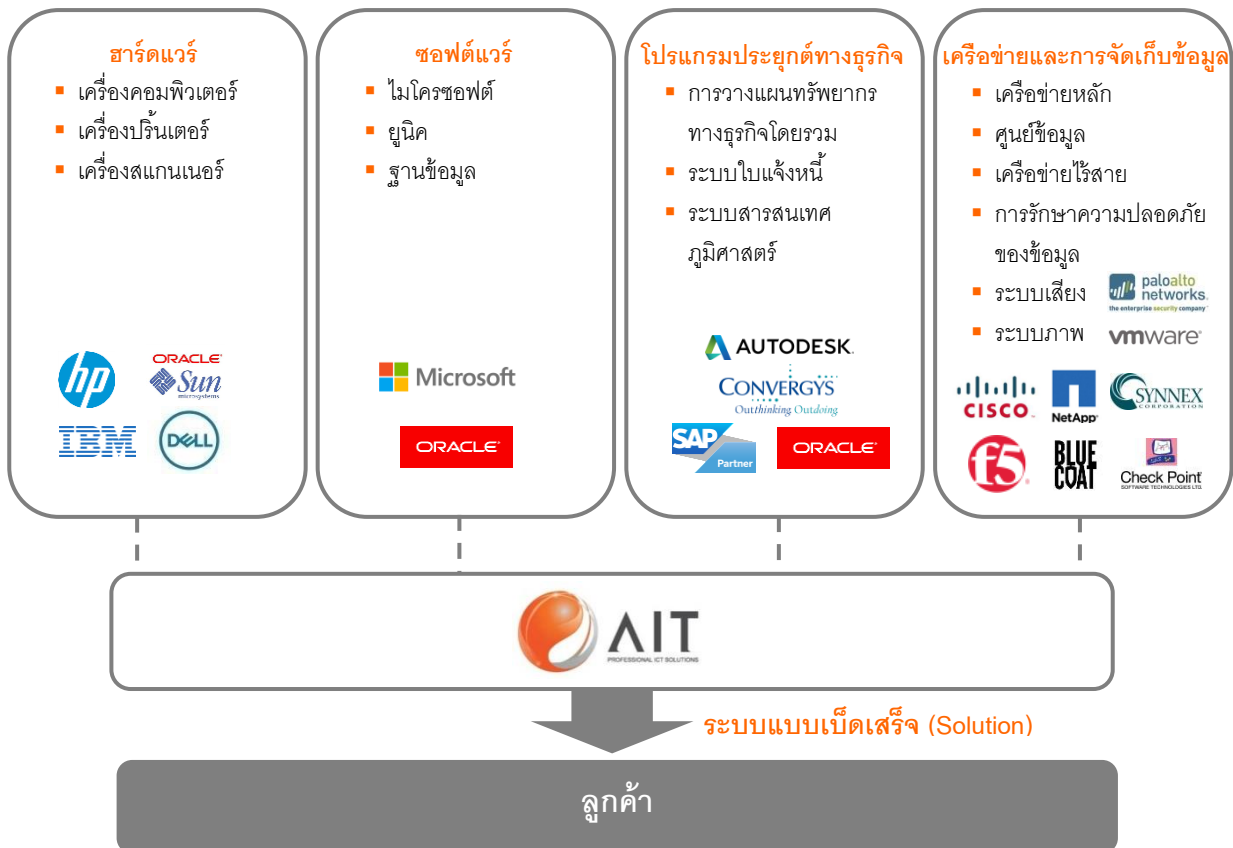 ฮาร์ดแวร์
▪ เครื่องคอมพิวเตอร์
▪ เครื่องปริ้นเตอร์
▪ เครื่องสแกนเนอร์
hp
ORACLE
Sun
microsystems
IBM
DELL
ซอฟต์แวร์
▪ ไมโครซอฟต์
▪ ยูนิค
▪ ฐานข้อมูล
Microsoft
ORACLE
โปรแกรมประยุกต์ทางธุรกิจ
▪ การวางแผนทรัพยากร
ทางธุรกิจโดยรวม
▪ ระบบใบแจ้งหนี้
▪ ระบบสารสนเทศ
ภูมิศาสตร์
AUTODESK.
CONVERGYS
Outthinking Outdoing
SAP
Partner
ORACLE
เครือข่ายและการจัดเก็บข้อมูล
▪ เครือข่ายหลัก
▪ ศูนย์ข้อมูล
▪ เครือข่ายไร้สาย
▪ การรักษาความปลอดภัย
ของข้อมูล
▪ ระบบเสียง
▪ ระบบภาพ
paloalto
networks.
the enterprise security company
vmware
CISCO
NetApp
SYNNEX
CORPORATION
f5
BLUE
COAT
Check Point
SOFTWARE TECHNOLOGIES LTD.
AIT
PROFESSIONAL ICT SOLUTIONS
ระบบแบบเบ็ดเสร็จ (Solution)
ลูกค้า